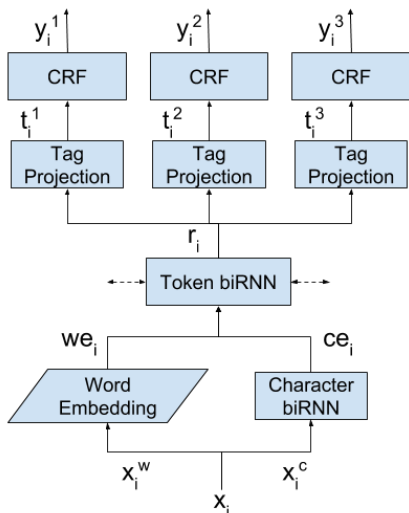 y_i^1 y_i^2 y_i^3
CRF CRF CRF
t_i^1 t_i^2 t_i^3
Tag Projection Tag Projection Tag Projection
r_i
Token biRNN
we_i ce_i
Word Embedding Character biRNN
x_i^w x_i^c
x_i